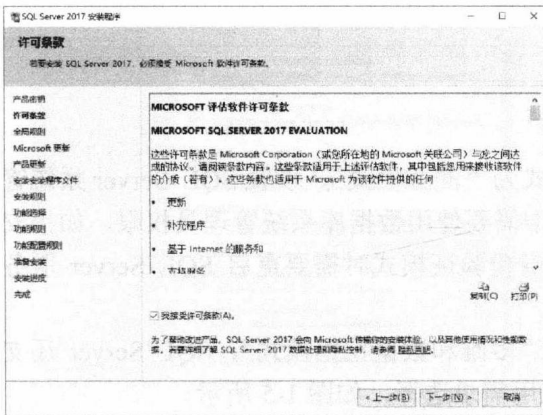 SQL Server 2017 安装程序
许可条款
若要安装 SQL Server 2017，必须接受 Microsoft 软件许可条款。
产品密钥
许可条款
全局规则
Microsoft 更新
产品更新
安装安装程序文件
安装规则
功能选择
功能规则
功能配置规则
准备安装
安装进度
完成
MICROSOFT 评估软件许可条款
MICROSOFT SQL SERVER 2017 EVALUATION
这些许可条款是 Microsoft Corporation（或您所在地的 Microsoft 关联公司）与您之间达
成的协议。请阅读条款内容。这些条款适用于上述评估软件，其中包括您用来接收该软件
的介质（若有）。这些条款也适用于 Microsoft 为该软件提供的任何
• 更新
• 补充程序
• 基于 Internet 的服务和
• 支持服务
复制(C) 打印(P)
我接受许可条款(A)。
为了帮助改进产品，SQL Server 2017 会向 Microsoft 传输你的安装体验，以及其他使用情况和性能数
据。若要详细了解 SQL Server 2017 数据处理和隐私控制，请参阅 隐私声明。
< 上一步(B) 下一步(N) > 取消